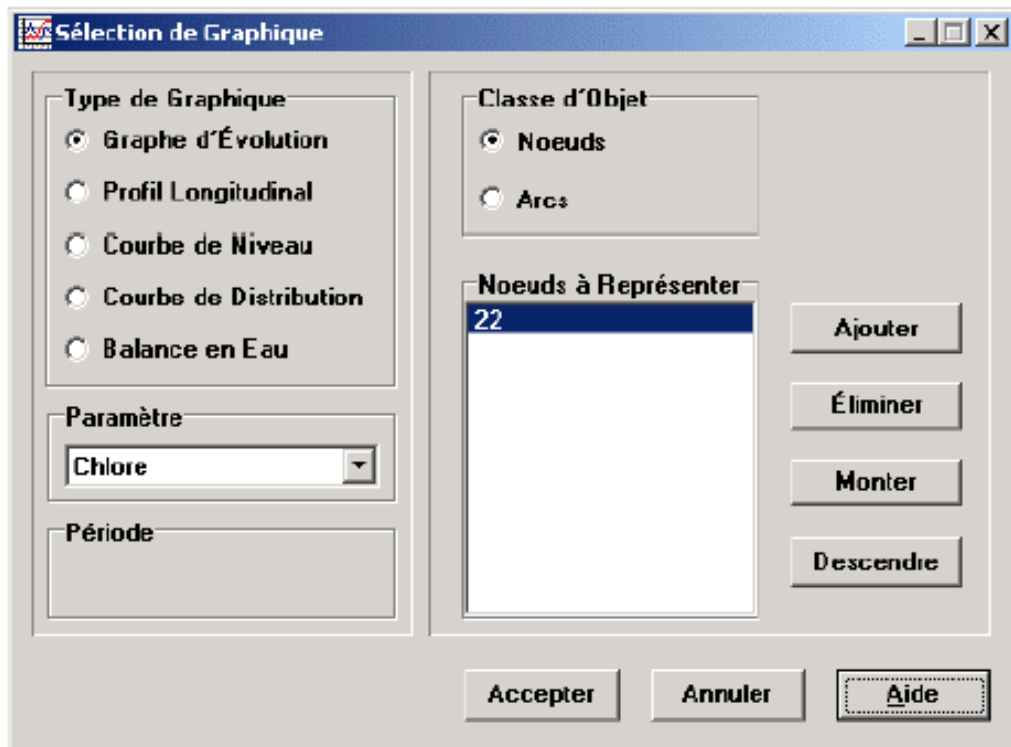 Sélection de Graphique
Type de Graphique
Graphe d'Évolution
Profil Longitudinal
Courbe de Niveau
Courbe de Distribution
Balance en Eau
Paramètre
Chlore
Période
Classe d'Objet
Noeuds
Arcs
Noeuds à Représenter
22
Ajouter
Éliminer
Monter
Descendre
Accepter
Annuler
Aide